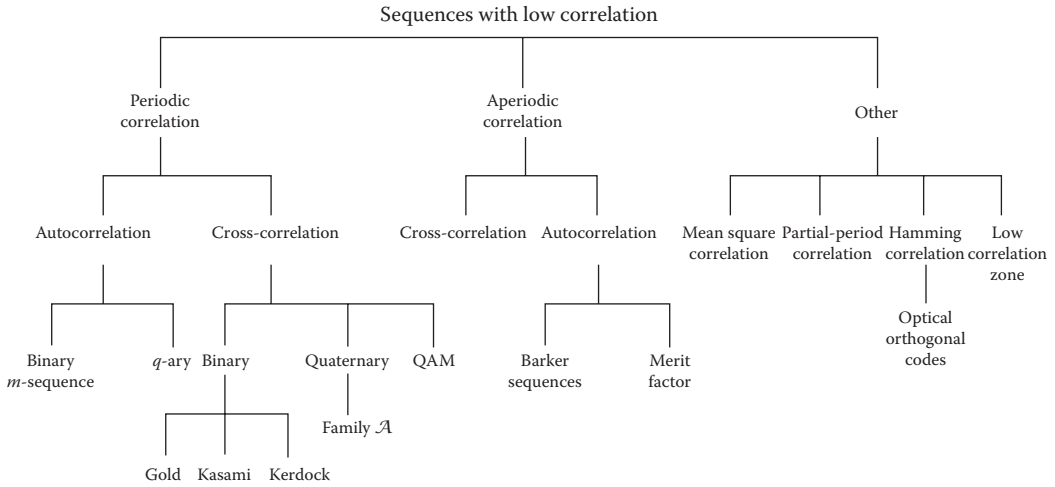 Sequences with low correlation
Periodic
correlation
Aperiodic
correlation
Other
Autocorrelation
Cross-correlation
Cross-correlation
Autocorrelation
Mean square
correlation
Partial-period
correlation
Hamming
correlation
Low
correlation
zone
Binary
m-sequence
q-ary
Binary
Quaternary
QAM
Barker
sequences
Merit
factor
Optical
orthogonal
codes
Family 𝒜
Gold
Kasami
Kerdock